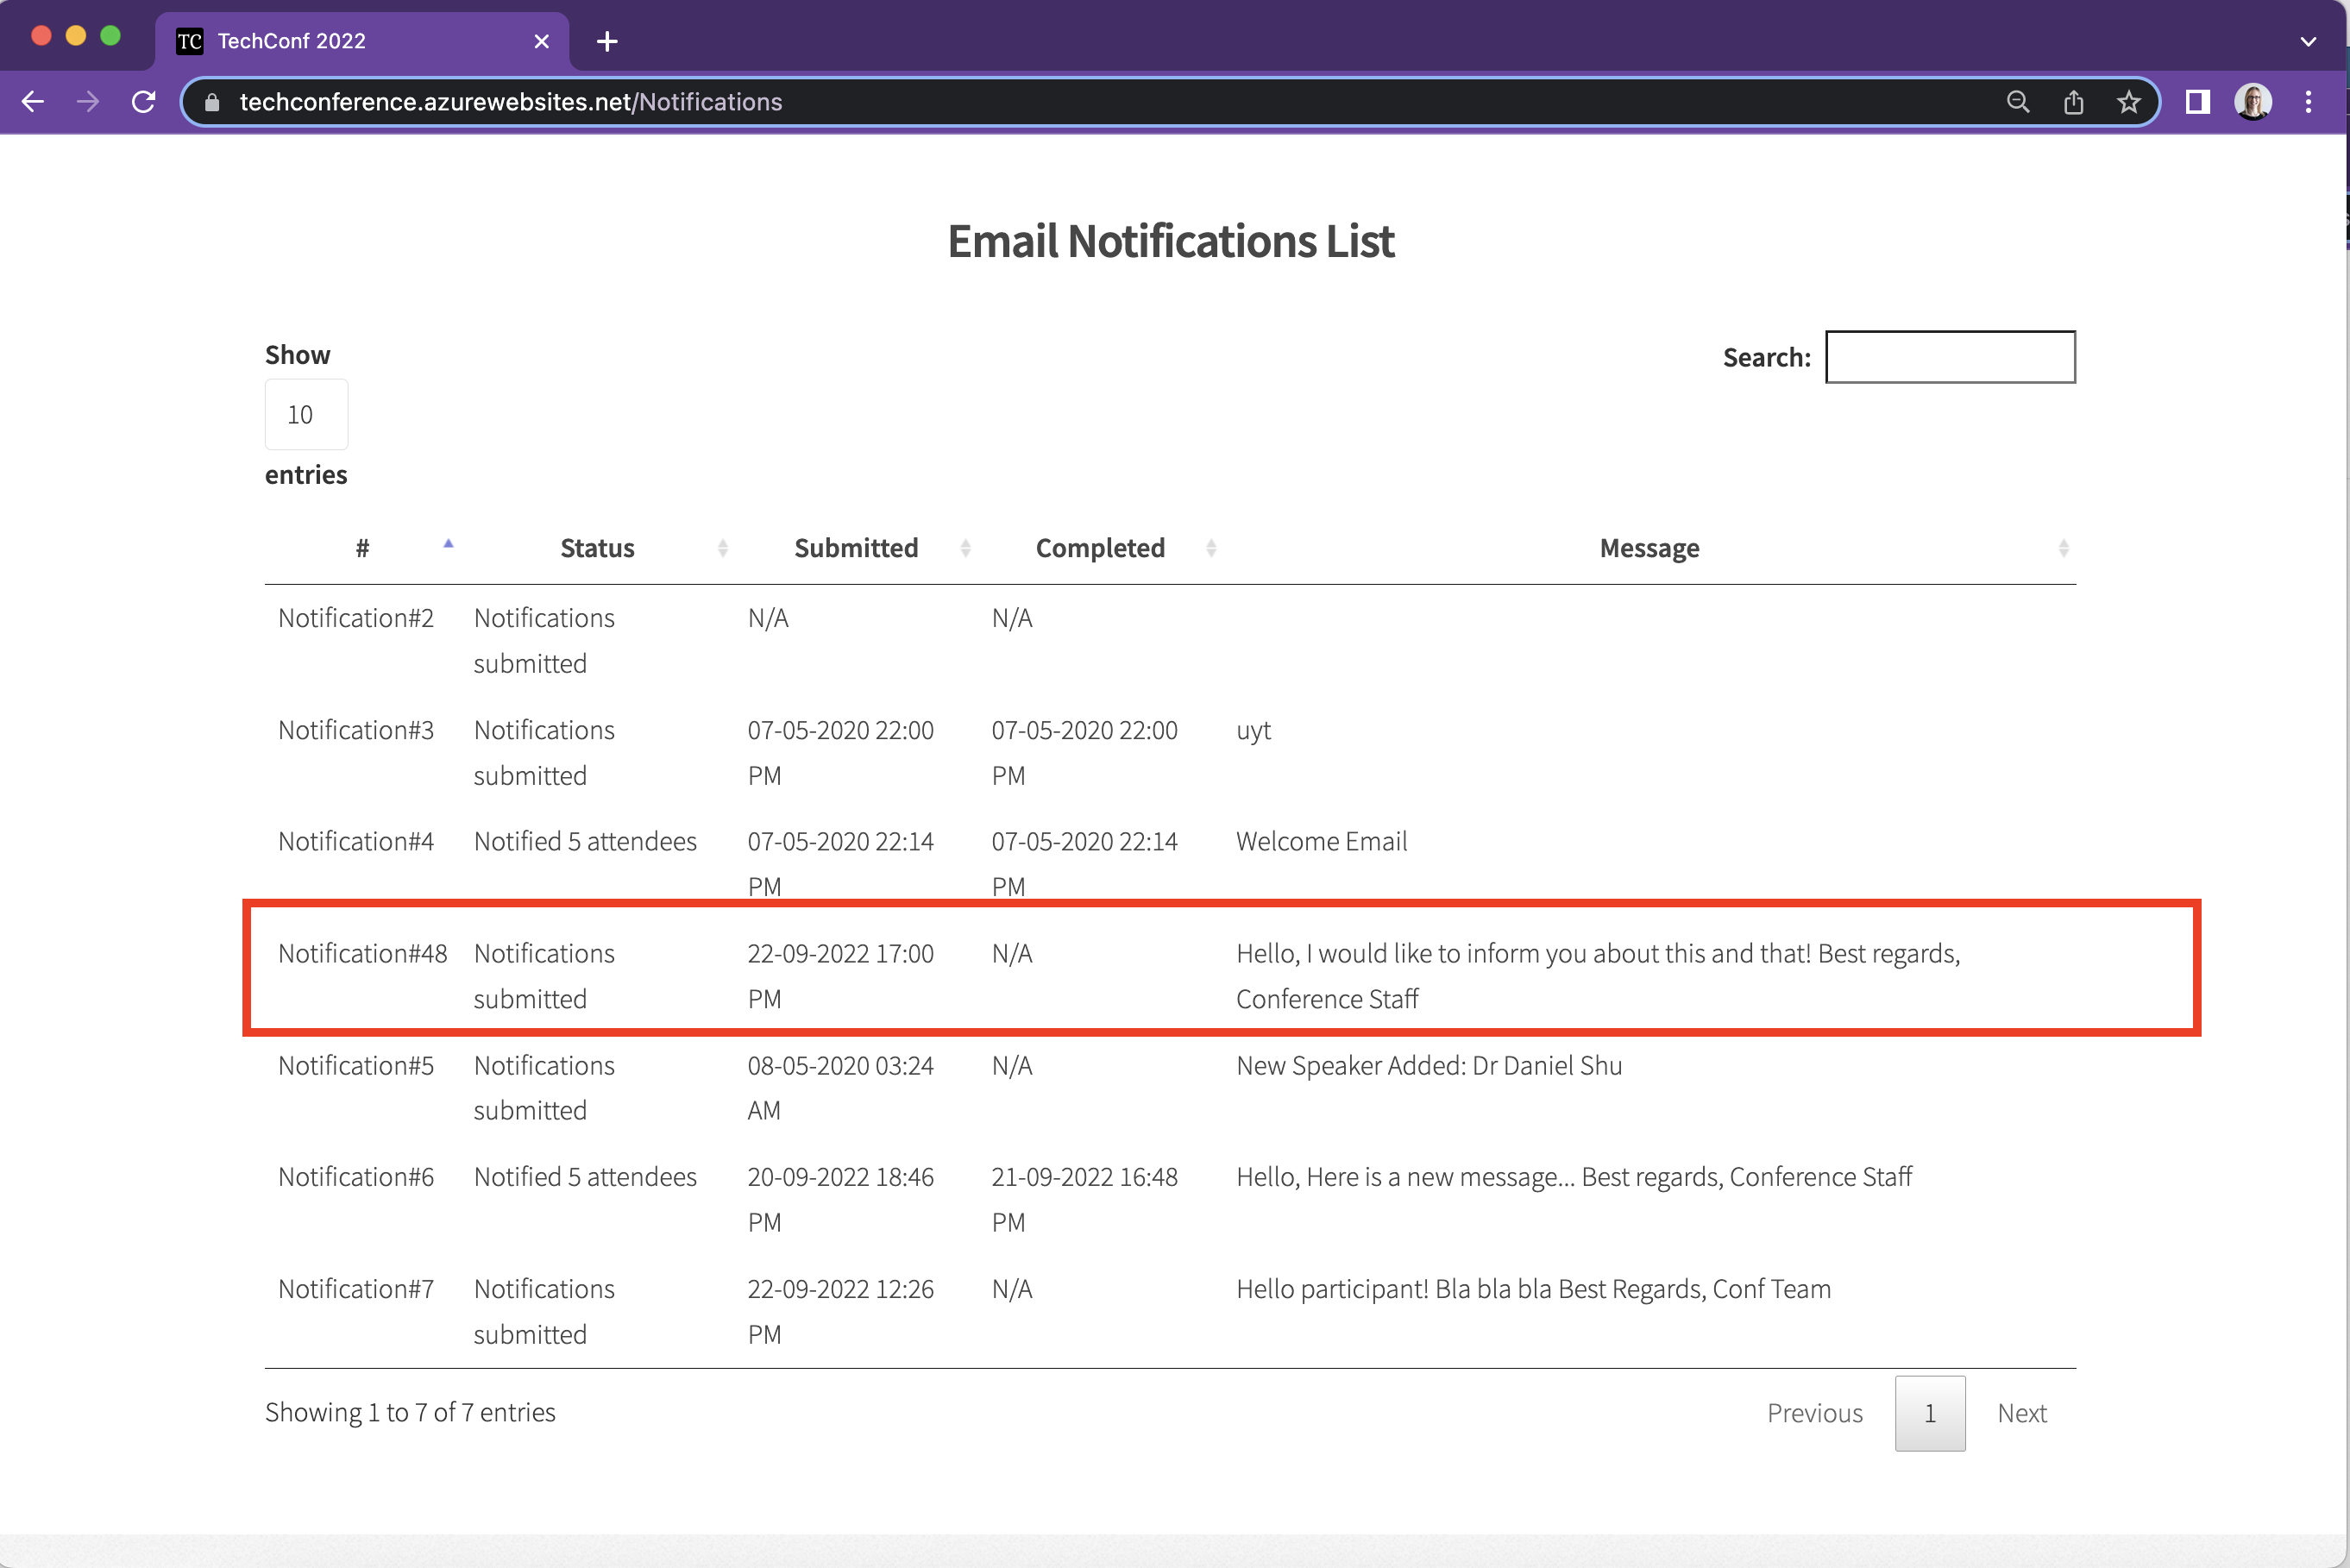 TC TechConf 2022
techconference.azurewebsites.net/Notifications
Email Notifications List
Show
10
entries
Search:
# Status Submitted Completed Message
Notification#2 Notifications N/A N/A
submitted
Notification#3 Notifications 07-05-2020 22:00 07-05-2020 22:00 uyt
submitted PM PM
Notification#4 Notified 5 attendees 07-05-2020 22:14 07-05-2020 22:14 Welcome Email
PM PM
Notification#48 Notifications 22-09-2022 17:00 N/A Hello, I would like to inform you about this and that! Best regards,
submitted PM Conference Staff
Notification#5 Notifications 08-05-2020 03:24 N/A New Speaker Added: Dr Daniel Shu
submitted AM
Notification#6 Notified 5 attendees 20-09-2022 18:46 21-09-2022 16:48 Hello, Here is a new message... Best regards, Conference Staff
PM PM
Notification#7 Notifications 22-09-2022 12:26 N/A Hello participant! Bla bla bla Best Regards, Conf Team
submitted PM
Showing 1 to 7 of 7 entries
Previous 1 Next